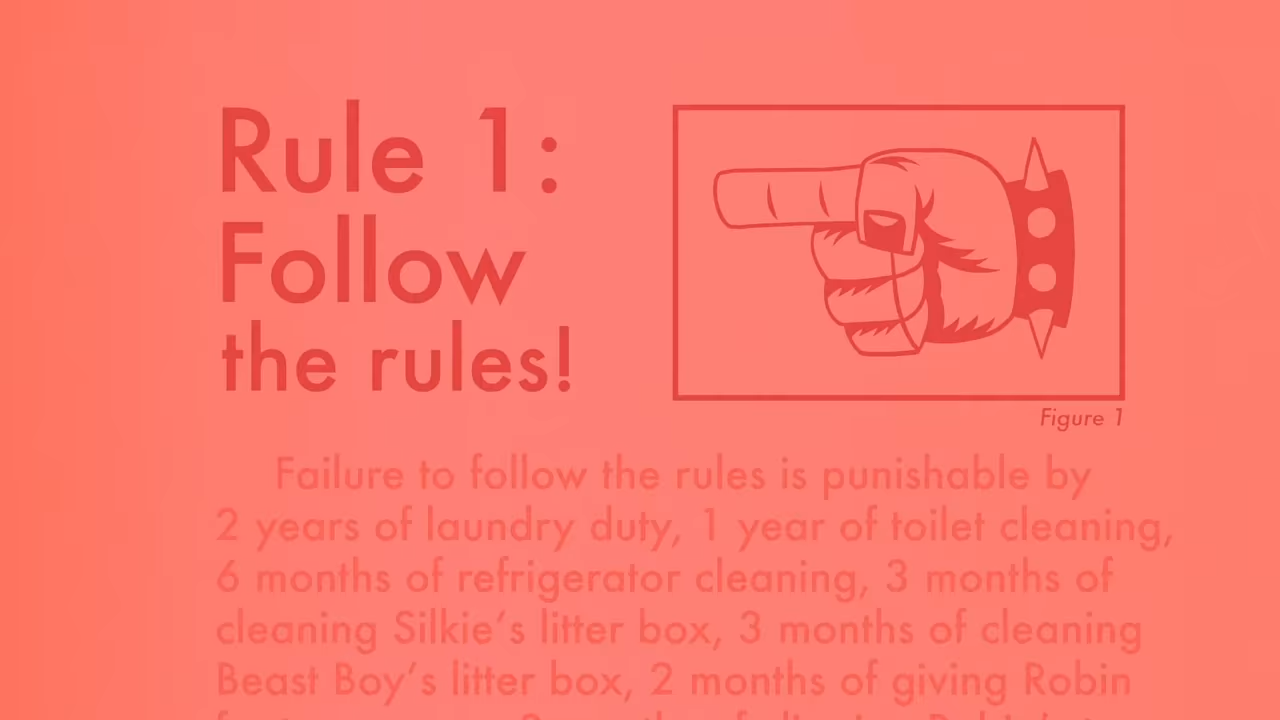 Rule 1:
Follow
the rules!
Figure 1
Failure to follow the rules is punishable by
2 years of laundry duty, 1 year of toilet cleaning,
6 months of refrigerator cleaning, 3 months of
cleaning Silkie's litter box, 3 months of cleaning
Beast Boy's litter box, 2 months of giving Robin